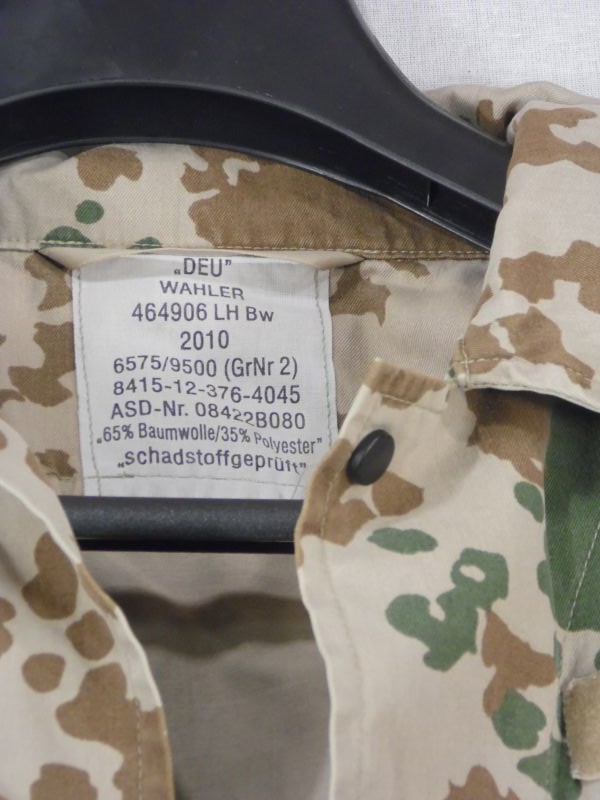 „DEU”
WAHLER
464906 LH Bw
2010
6575/9500 (GrNr 2)
8415-12-376-4045
ASD-Nr. 08422B080
„65% Baumwolle/35% Polyester”
„schadstoffgeprüft”